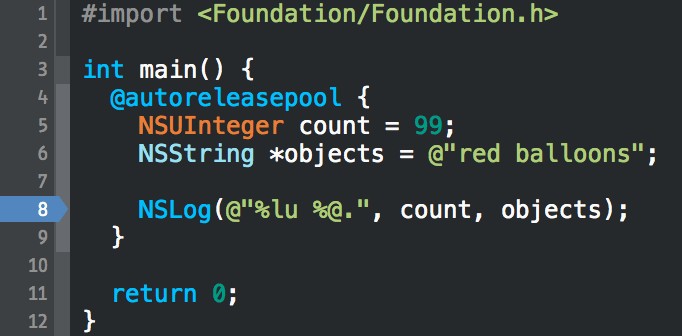 1 #import <Foundation/Foundation.h>
2
3 int main() {
4   @autoreleasepool {
5     NSUInteger count = 99;
6     NSString *objects = @"red balloons";
7
8     NSLog(@"%lu %@.", count, objects);
9   }
10
11   return 0;
12 }